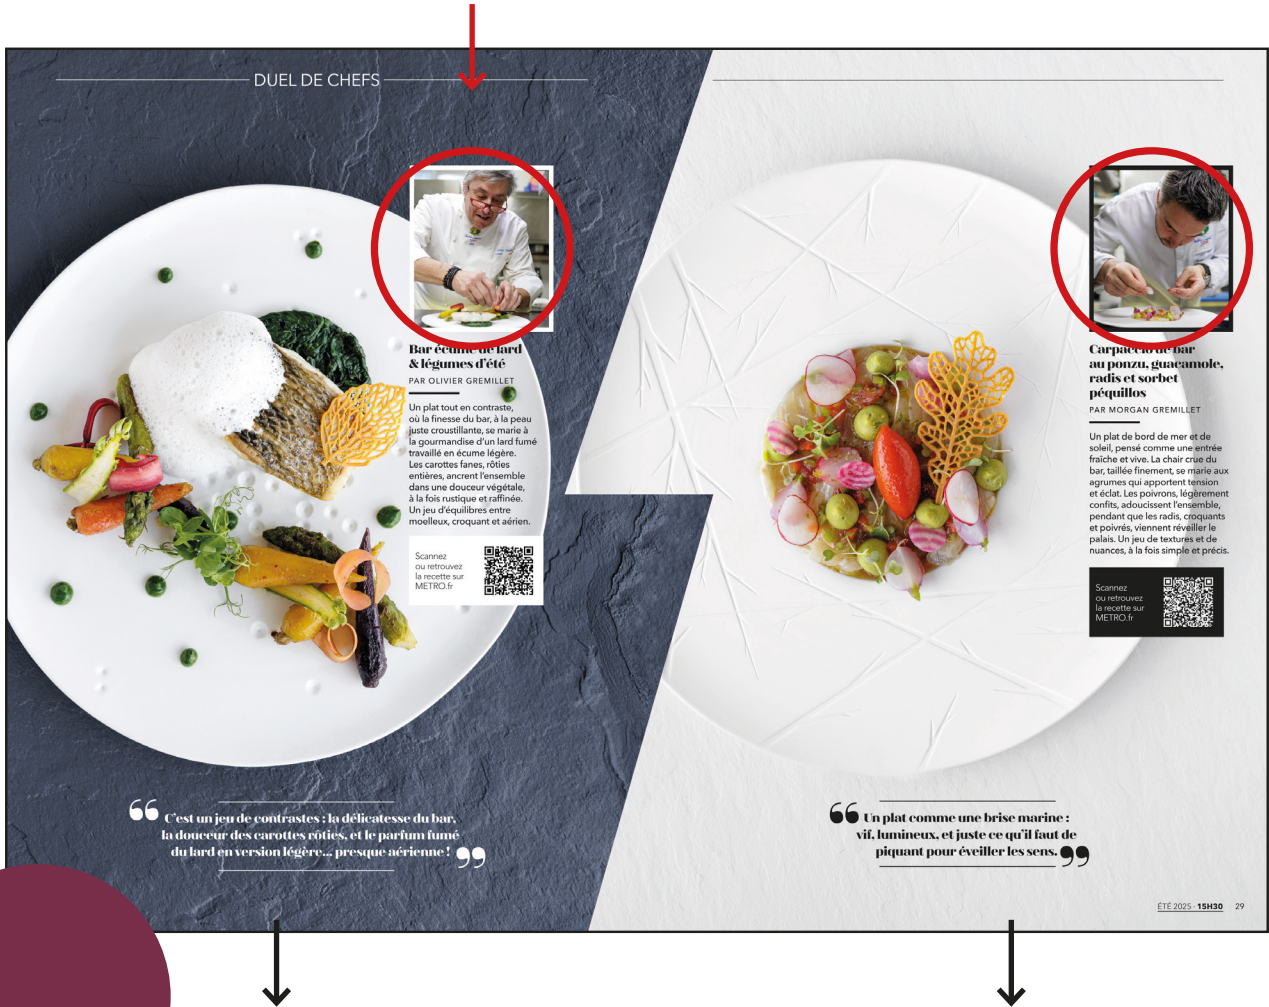 DUEL DE CHEFS
Bar écume de lard
& légumes d'été
PAR OLIVIER GREMILLET
Un plat tout en contraste,
où la finesse du bar, à la peau
juste croustillante, se marie à
la gourmandise d'un lard fumé
travaillé en écume légère.
Les carottes fanes, rôties
entières, ancrent l'ensemble
dans une douceur végétale,
à la fois rustique et raffinée.
Un jeu d'équilibres entre
moelleux, croquant et aérien.
Scannez
ou retrouvez
la recette sur
METRO.fr
“ C'est un jeu de contrastes : la délicatesse du bar,
la douceur des carottes rôties, et le parfum fumé
du lard en version légère... presque aérienne ! ”
Carpaccio de bar
au ponzu, guacamole,
radis et sorbet
péquillos
PAR MORGAN GREMILLET
Un plat de bord de mer et de
soleil, pensé comme une entrée
fraîche et vive. La chair crue du
bar, taillée finement, se marie aux
agrumes qui apportent tension
et éclat. Les poivrons, légèrement
confits, adoucissent l'ensemble,
pendant que les radis, croquants
et poivrés, viennent réveiller le
palais. Un jeu de textures et de
nuances, à la fois simple et précis.
Scannez
ou retrouvez
la recette sur
METRO.fr
“ Un plat comme une brise marine :
vif, lumineux, et juste ce qu'il faut de
piquant pour éveiller les sens. ”
ÉTÉ 2025 - 15H30 29